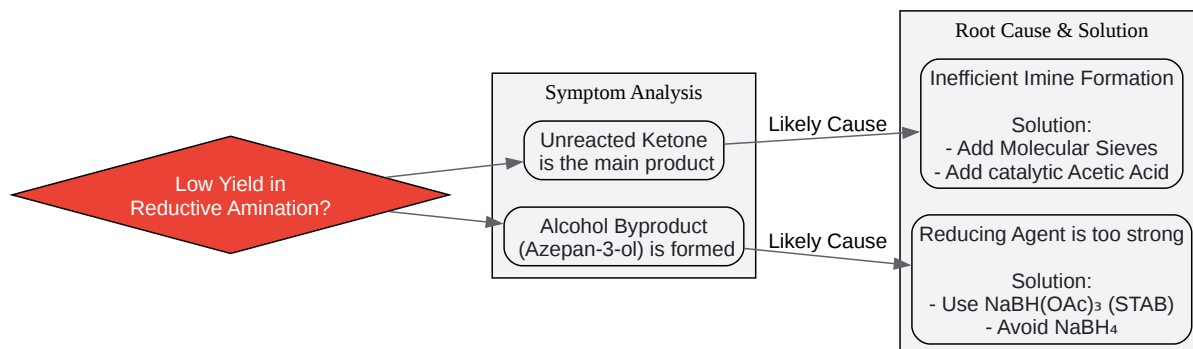 Low Yield in
Reductive Amination?
Symptom Analysis
Unreacted Ketone
is the main product
Alcohol Byproduct
(Azepan-3-ol) is formed
Likely Cause
Likely Cause
Root Cause & Solution
Inefficient Imine Formation
Solution:
- Add Molecular Sieves
- Add catalytic Acetic Acid
Reducing Agent is too strong
Solution:
- Use NaBH(OAc)₃ (STAB)
- Avoid NaBH₄